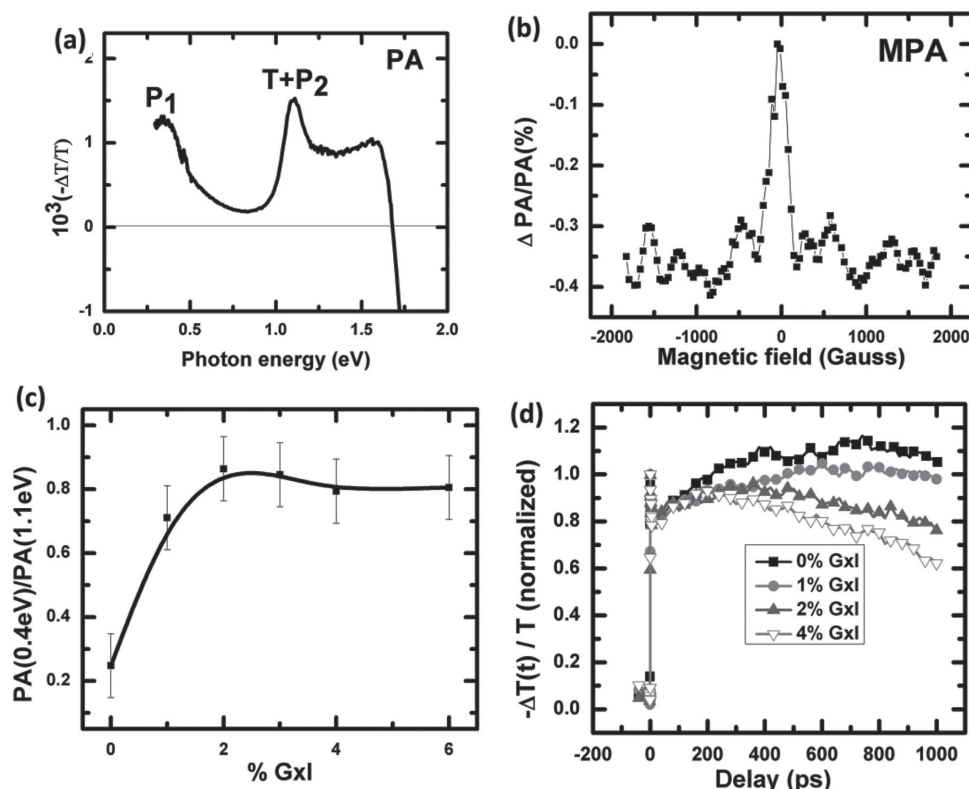 (a)
PA
P1
T+P2
10³(-ΔT/T)
2
1
0
-1
0.0 0.5 1.0 1.5 2.0
Photon energy (eV)
(b)
MPA
Δ PA/PA(%)
0.0
-0.1
-0.2
-0.3
-0.4
-2000 -1000 0 1000 2000
Magnetic field (Gauss)
(c)
PA(0.4eV)/PA(1.1eV)
1.0
0.8
0.6
0.4
0.2
0 2 4 6
% GxI
(d)
-ΔT(t) / T (normalized)
1.2
1.0
0.8
0.6
0.4
0.2
0.0
0% GxI
1% GxI
2% GxI
4% GxI
-200 0 200 400 600 800 1000
Delay (ps)